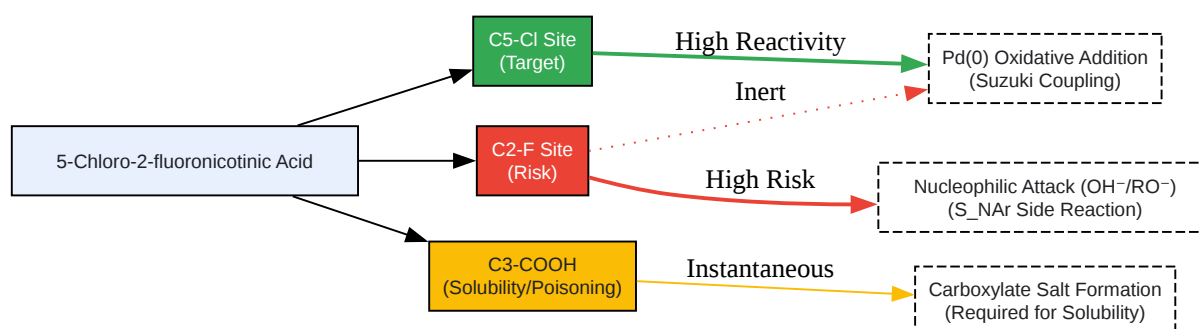 C5-Cl Site
(Target)
High Reactivity
Pd(0) Oxidative Addition
(Suzuki Coupling)
Inert
5-Chloro-2-fluoronicotinic Acid
C2-F Site
(Risk)
High Risk
Nucleophilic Attack (OH⁻/RO⁻)
(S_NAr Side Reaction)
C3-COOH
(Solubility/Poisoning)
Instantaneous
Carboxylate Salt Formation
(Required for Solubility)